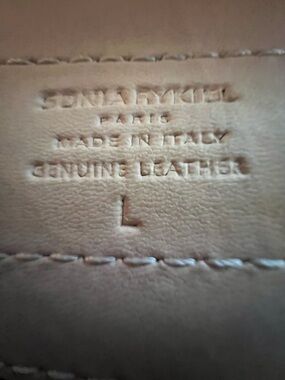 SONIA RYKIEL
PARIS
MADE IN ITALY
GENUINE LEATHER
L